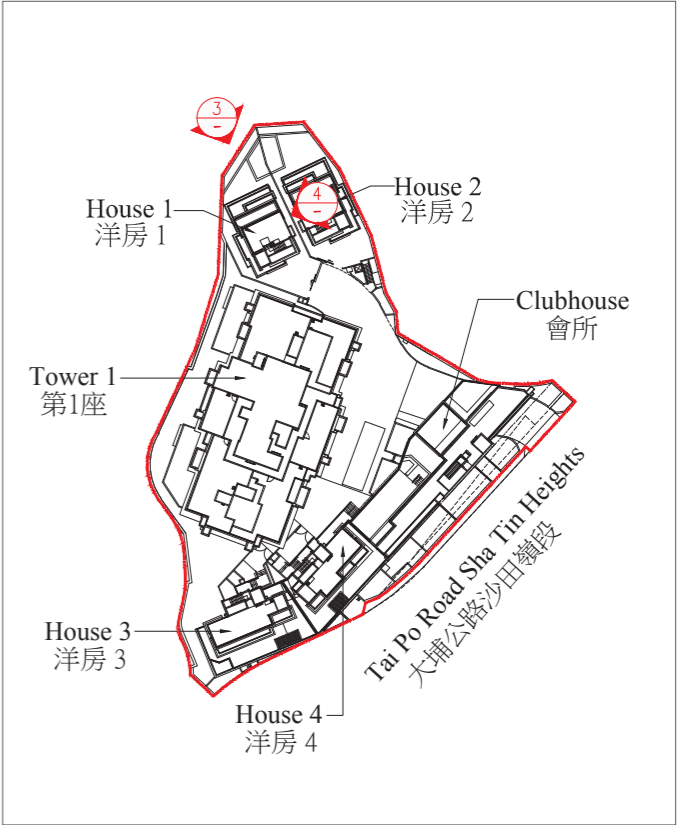 3
-
4
-
House 1
洋房 1
House 2
洋房 2
Clubhouse
會所
Tower 1
第1座
Tai Po Road Sha Tin Heights
大埔公路沙田嶺段
House 3
洋房 3
House 4
洋房 4